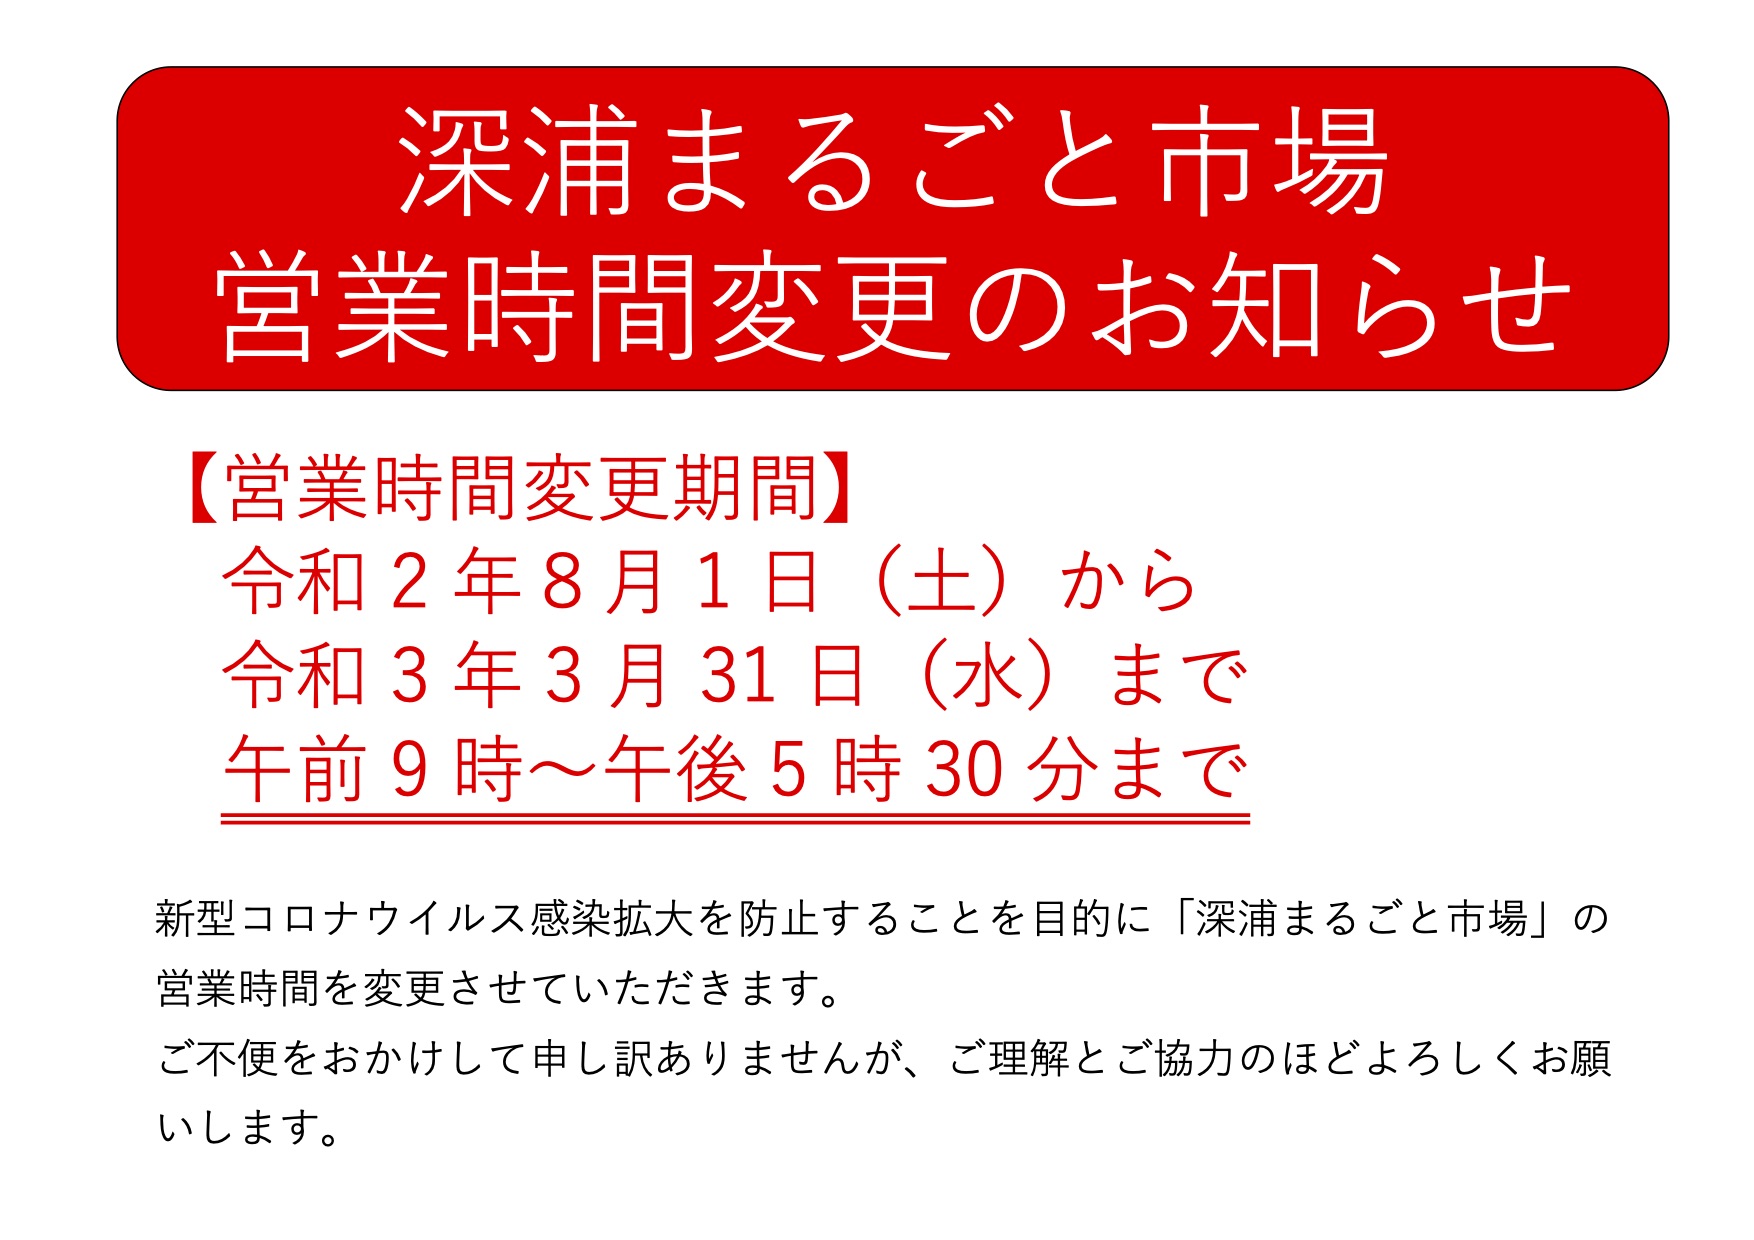 深浦まるごと市場
営業時間変更のお知らせ
【営業時間変更期間】
令和2年8月1日（土）から
令和3年3月31日（水）まで
午前9時～午後5時30分まで
新型コロナウイルス感染拡大を防止することを目的に「深浦まるごと市場」の
営業時間を変更させていただきます。
ご不便をおかけして申し訳ありませんが、ご理解とご協力のほどよろしくお願
いします。